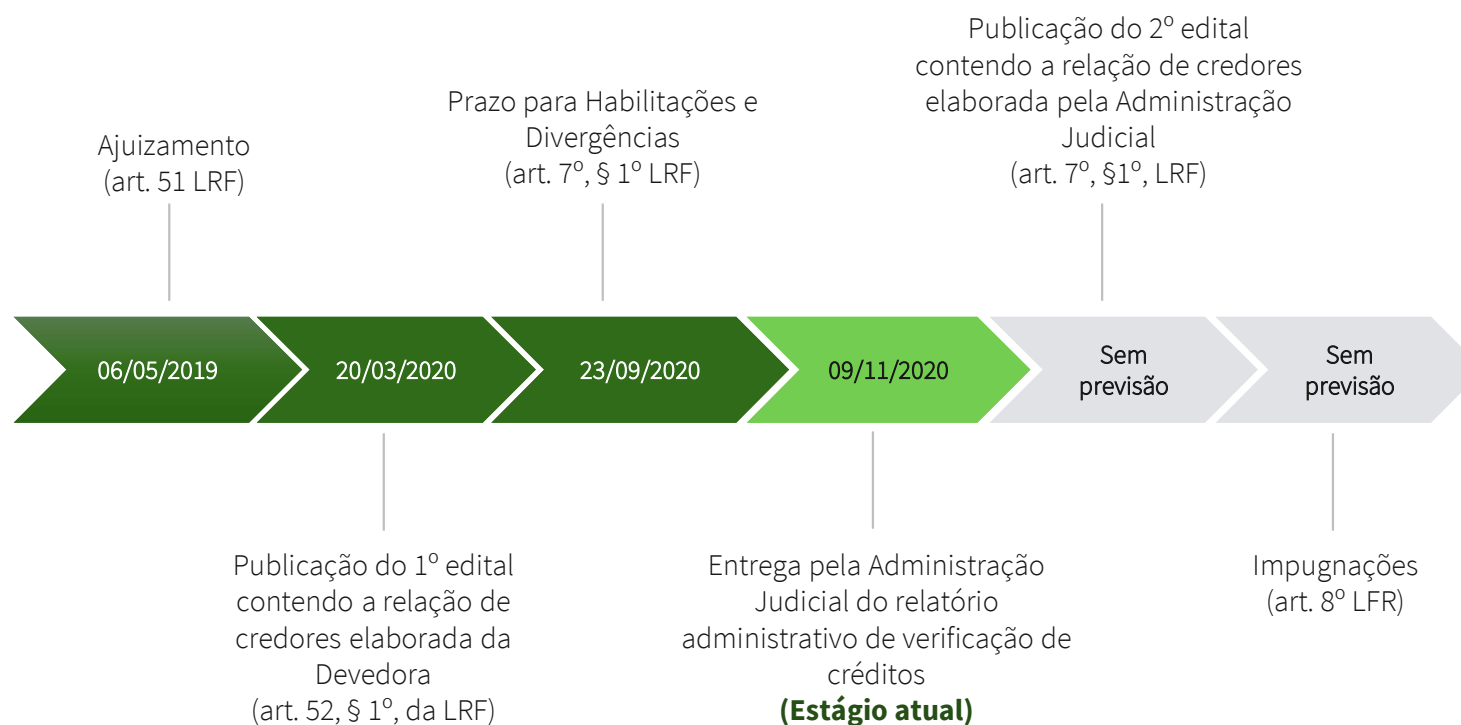 Publicação do 2º edital
contendo a relação de credores
elaborada pela Administração
Judicial
(art. 7º, §1º, LRF)
Prazo para Habilitações e
Divergências
(art. 7º, § 1º LRF)
Ajuizamento
(art. 51 LRF)
06/05/2019
20/03/2020
23/09/2020
09/11/2020
Sem
previsão
Sem
previsão
Publicação do 1º edital
contendo a relação de
credores elaborada da
Devedora
(art. 52, § 1º, da LRF)
Entrega pela Administração
Judicial do relatório
administrativo de verificação de
créditos
(Estágio atual)
Impugnações
(art. 8º LFR)